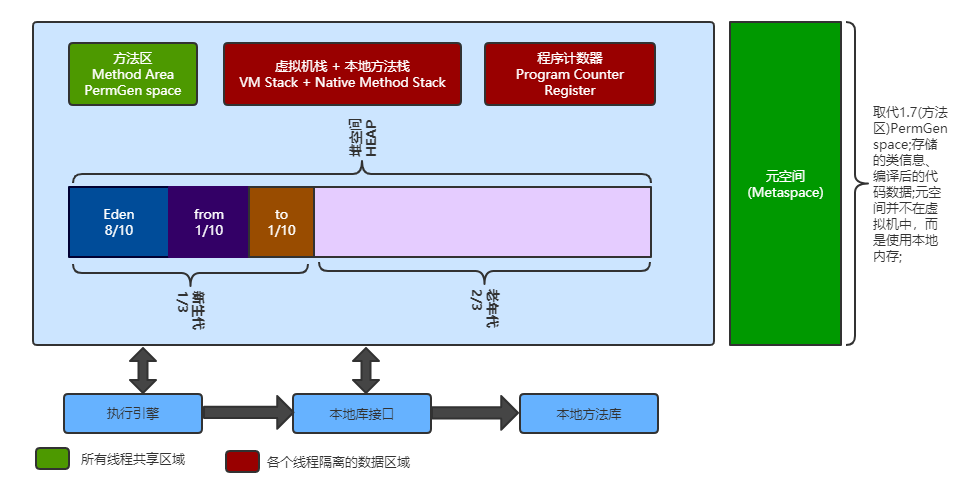 方法区
Method Area
PermGen space
虚拟机栈 + 本地方法栈
VM Stack + Native Method Stack
程序计数器
Program Counter
Register
堆空间
HEAP
Eden
8/10
from
1/10
to
1/10
新生代
1/3
老年代
2/3
元空间
(Metaspace)
取代1.7(方法
区)PermGen
space;存储
的类信息、
编译后的代
码数据;元空
间并不在虚
拟机中，而
是使用本地
内存;
执行引擎
本地库接口
本地方法库
所有线程共享区域
各个线程隔离的数据区域